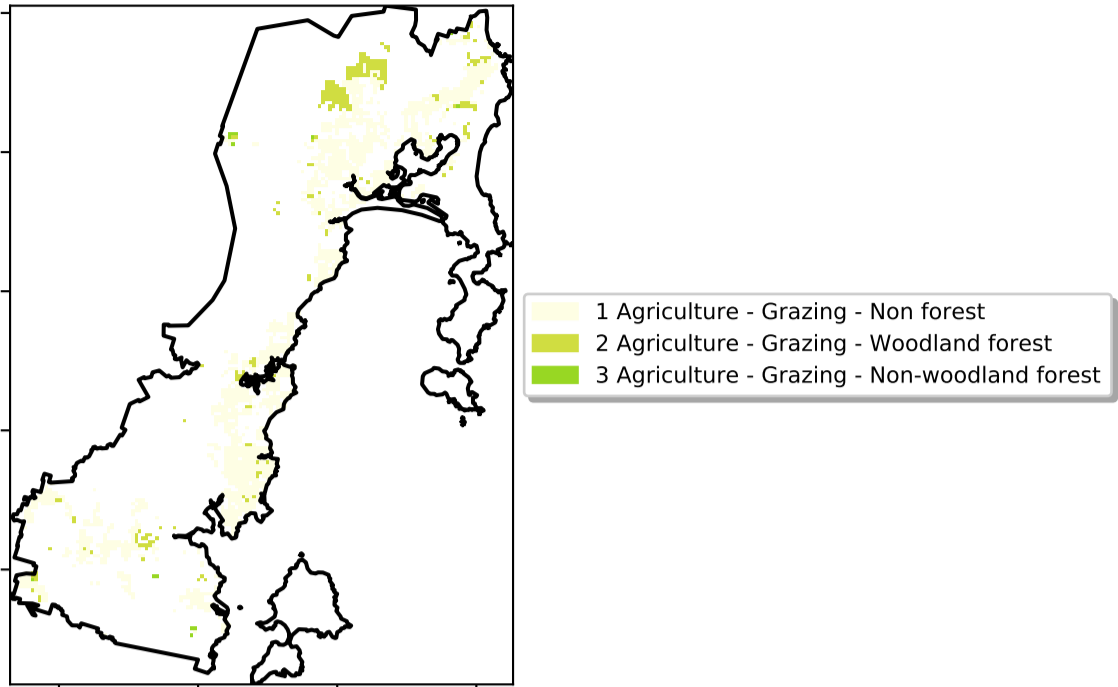 1 Agriculture - Grazing - Non forest
2 Agriculture - Grazing - Woodland forest
3 Agriculture - Grazing - Non-woodland forest